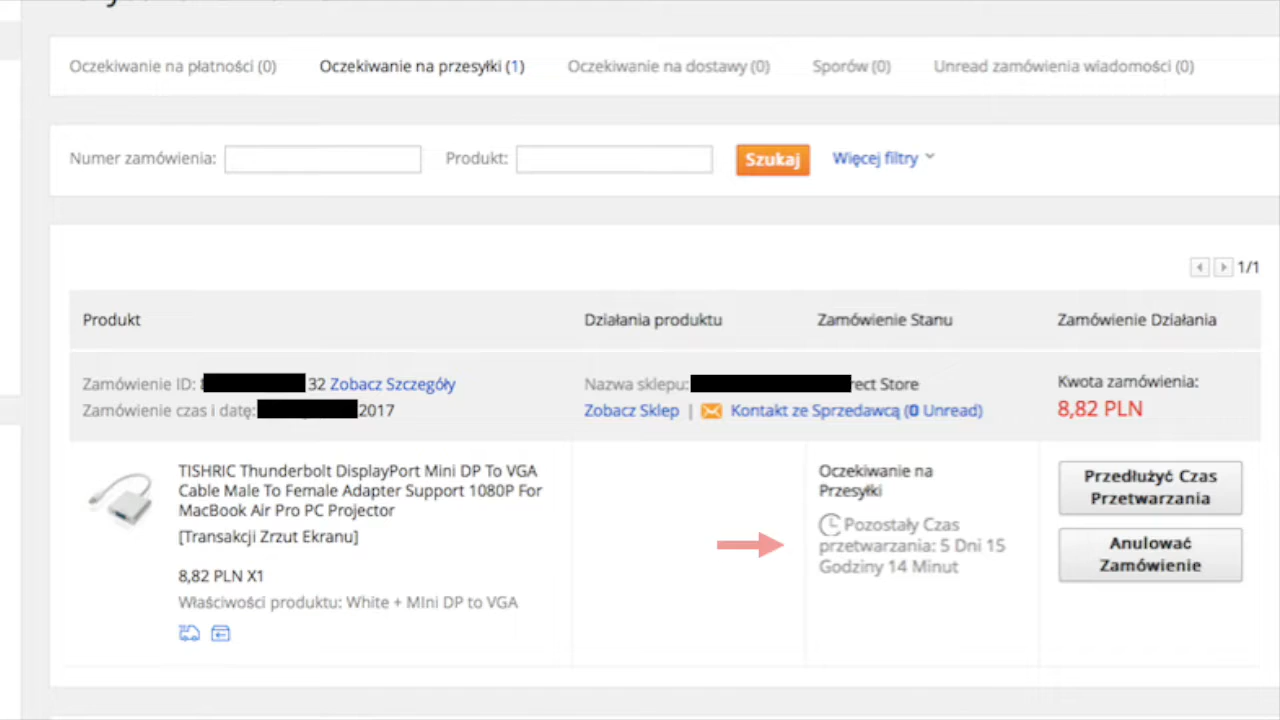 Oczekiwanie na płatności (0) Oczekiwanie na przesyłki (1) Oczekiwanie na dostawy (0) Sporów (0) Unread zamówienia wiadomości (0)
Numer zamówienia: Produkt: Szukaj Więcej filtry
1/1
Produkt Działania produktu Zamówienie Stanu Zamówienie Działania
Zamówienie ID: 32 Zobacz Szczegóły
Zamówienie czas i datę: 2017
Nazwa sklepu: rect Store
Zobacz Sklep | Kontakt ze Sprzedawcą (0 Unread)
Kwota zamówienia:
8,82 PLN
TISHRIC Thunderbolt DisplayPort Mini DP To VGA
Cable Male To Female Adapter Support 1080P For
MacBook Air Pro PC Projector
[Transakcji Zrzut Ekranu]
8,82 PLN X1
Właściwości produktu: White + MIni DP to VGA
Oczekiwanie na
Przesyłki
Pozostały Czas
przetwarzania: 5 Dni 15
Godziny 14 Minut
Przedłużyć Czas
Przetwarzania
Anulować
Zamówienie